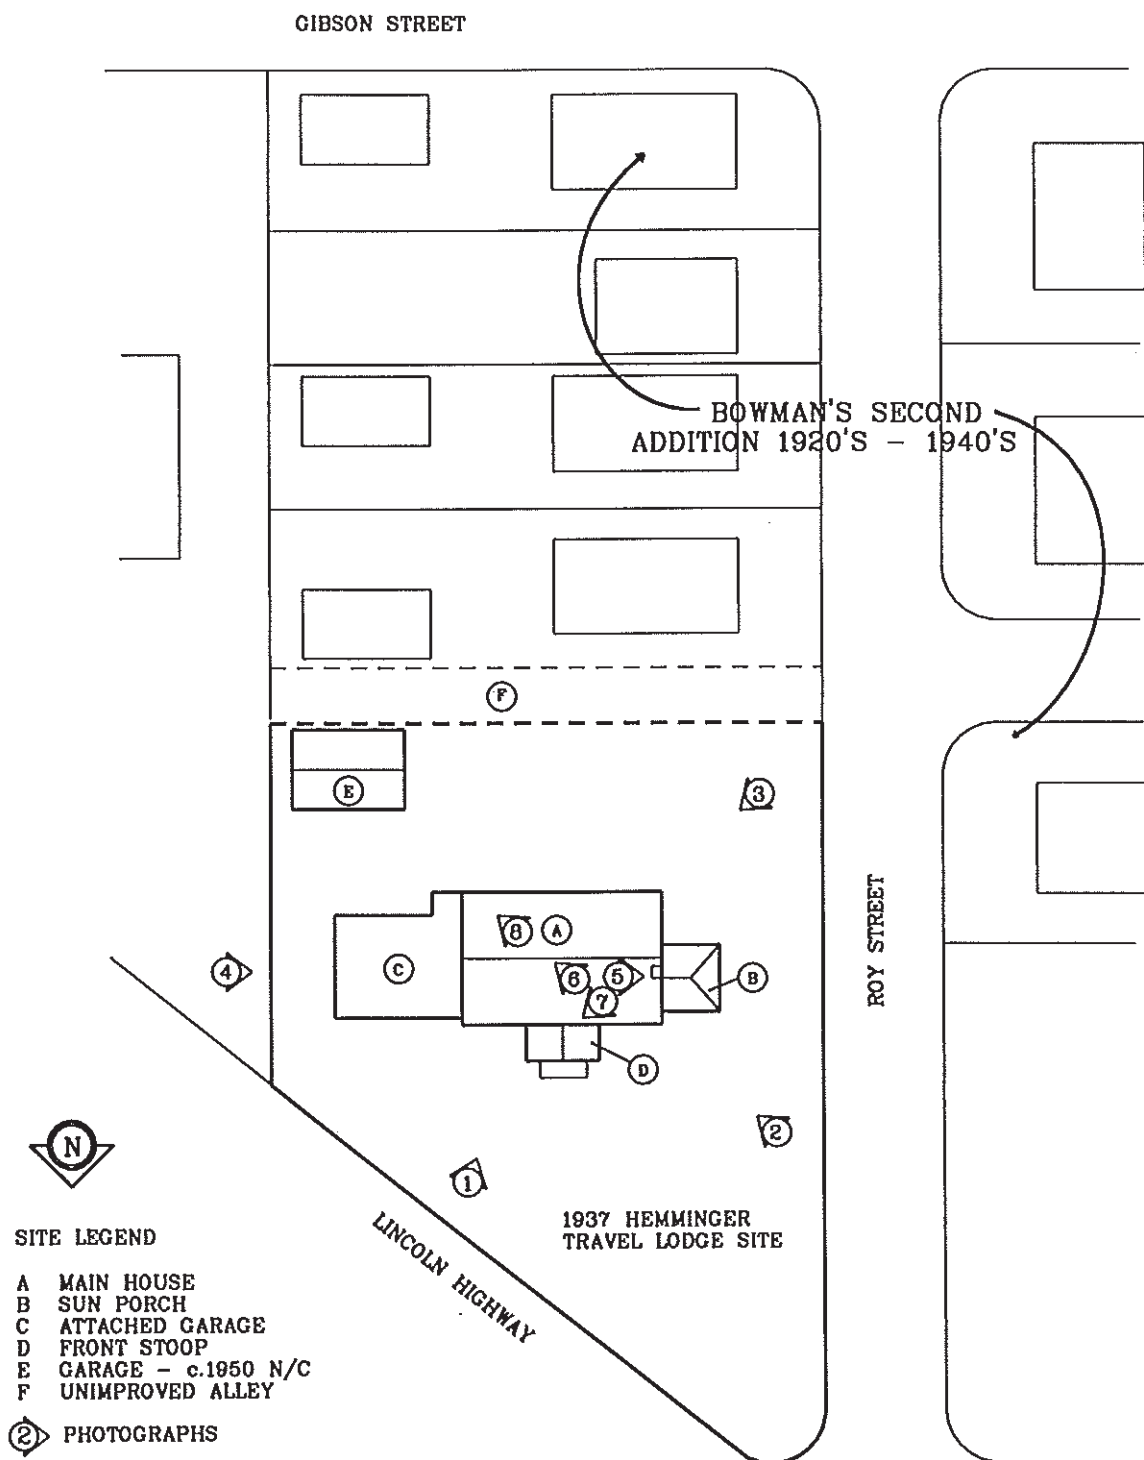 GIBSON STREET
BOWMAN'S SECOND
ADDITION 1920'S – 1940'S
F
E
3
ROY STREET
8
A
4
C
6
5
B
7
D
2
N
1
1937 HEMMINGER
TRAVEL LODGE SITE
LINCOLN HIGHWAY
SITE LEGEND
A MAIN HOUSE
B SUN PORCH
C ATTACHED GARAGE
D FRONT STOOP
E GARAGE – c.1950 N/C
F UNIMPROVED ALLEY
2 PHOTOGRAPHS